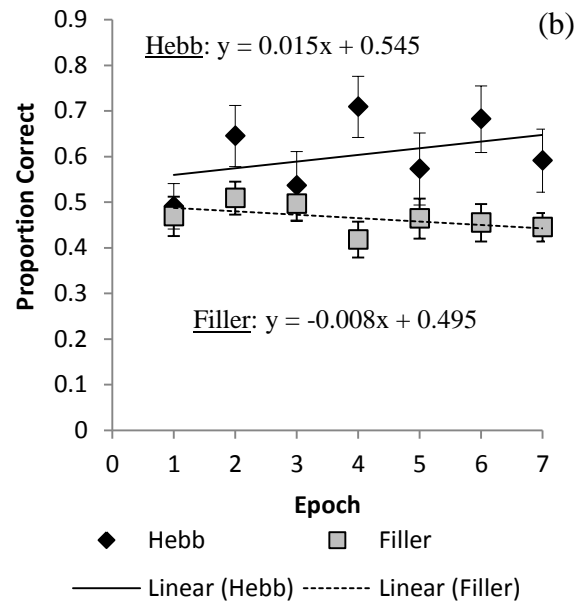 (b)
Hebb: y = 0.015x + 0.545
Filler: y = -0.008x + 0.495
Proportion Correct
0.9
0.8
0.7
0.6
0.5
0.4
0.3
0.2
0.1
0
0 1 2 3 4 5 6 7
Epoch
Hebb Filler
Linear (Hebb) Linear (Filler)